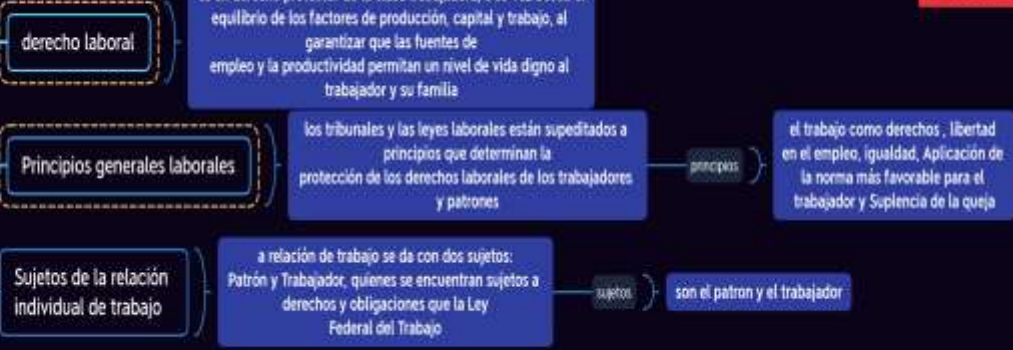 derecho laboral
equilibrio de los factores de producción, capital y trabajo, al
garantizar que las fuentes de
empleo y la productividad permitan un nivel de vida digno al
trabajador y su familia
Principios generales laborales
los tribunales y las leyes laborales están supeditados a
principios que determinan la
protección de los derechos laborales de los trabajadores
y patrones
principios
el trabajo como derechos , libertad
en el empleo, igualdad, Aplicación de
la norma más favorable para el
trabajador y Suplencia de la queja
Sujetos de la relación
individual de trabajo
a relación de trabajo se da con dos sujetos:
Patrón y Trabajador, quienes se encuentran sujetos a
derechos y obligaciones que la Ley
Federal del Trabajo
sujetos
son el patron y el trabajador